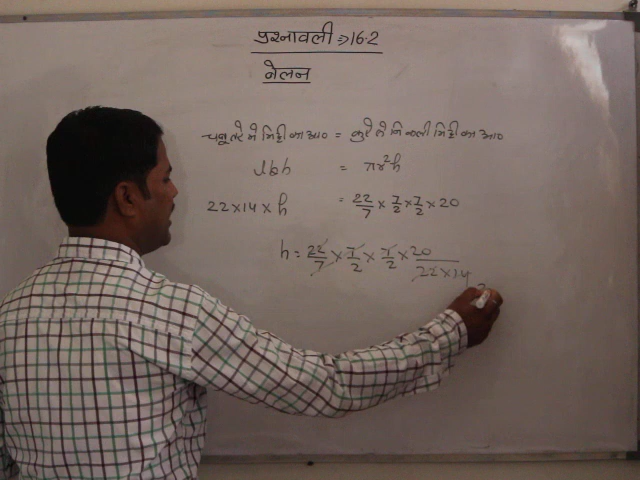 प्रश्नावली ⇒ 16.2
बेलन
चबूतरे मे मिट्टी का आ० = कुऐ से निकली मिट्टी का आ०
lbh = πr²h
22×14×h = 22/7 × 7/2 × 7/2 × 20
h = 22/7 × 7/2 × 7/2 × 20/22×14
2